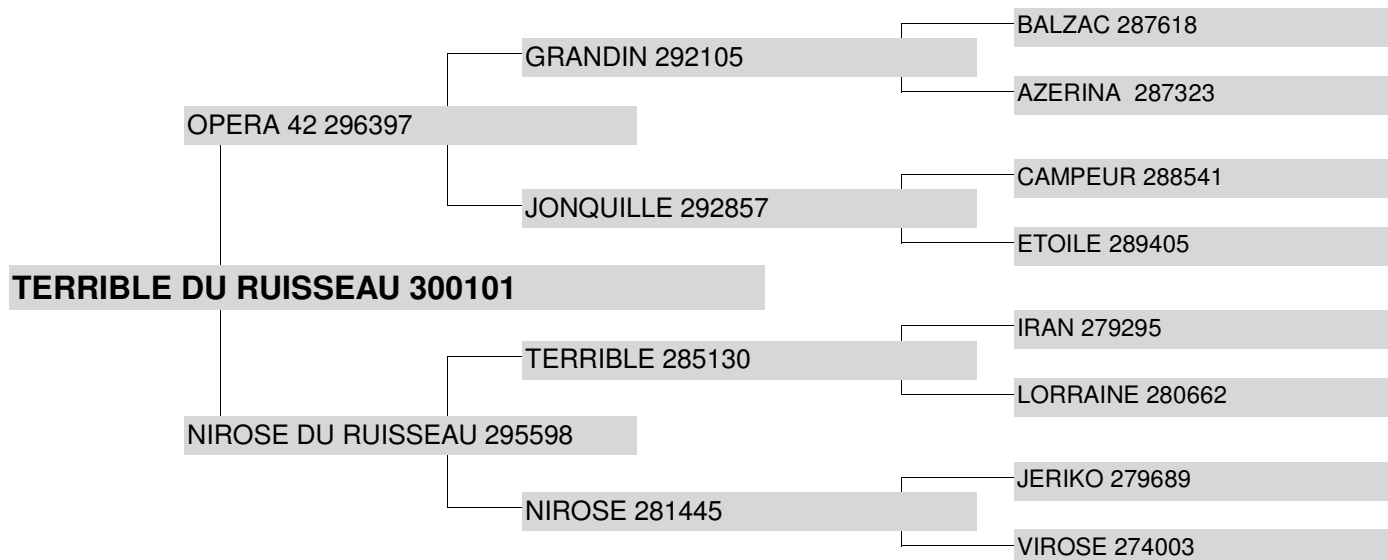 BALZAC 287618
GRANDIN 292105
AZERINA  287323
OPERA 42 296397
CAMPEUR 288541
JONQUILLE 292857
ETOILE 289405
TERRIBLE DU RUISSEAU 300101
IRAN 279295
TERRIBLE 285130
LORRAINE 280662
NIROSE DU RUISSEAU 295598
JERIKO 279689
NIROSE 281445
VIROSE 274003